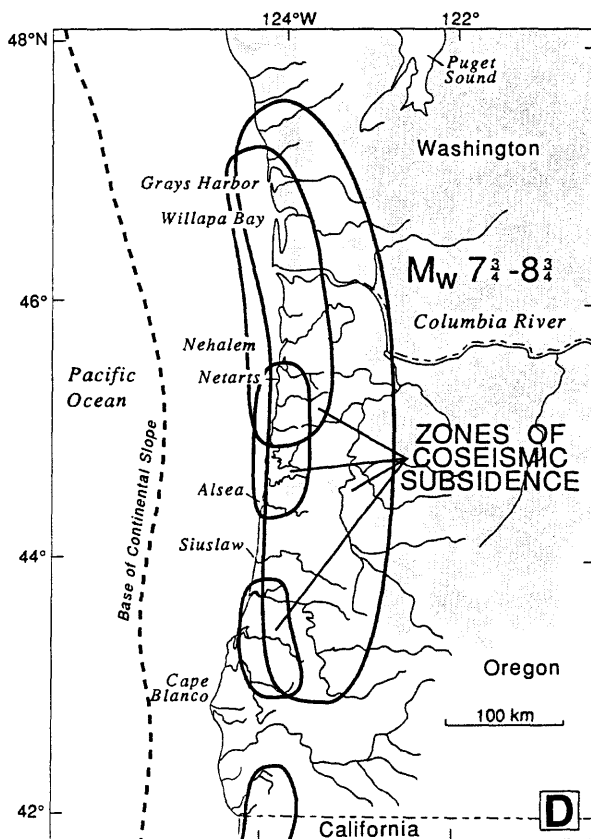 124°W
122°
48°N
Puget
Sound
Washington
Grays Harbor
Willapa Bay
Mw 7¾-8¾
46°
Columbia River
Nehalem
Netarts
Pacific
Ocean
ZONES OF
COSEISMIC
SUBSIDENCE
Base of Continental Slope
Alsea
Siuslaw
44°
Cape
Blanco
Oregon
100 km
42°
California
D